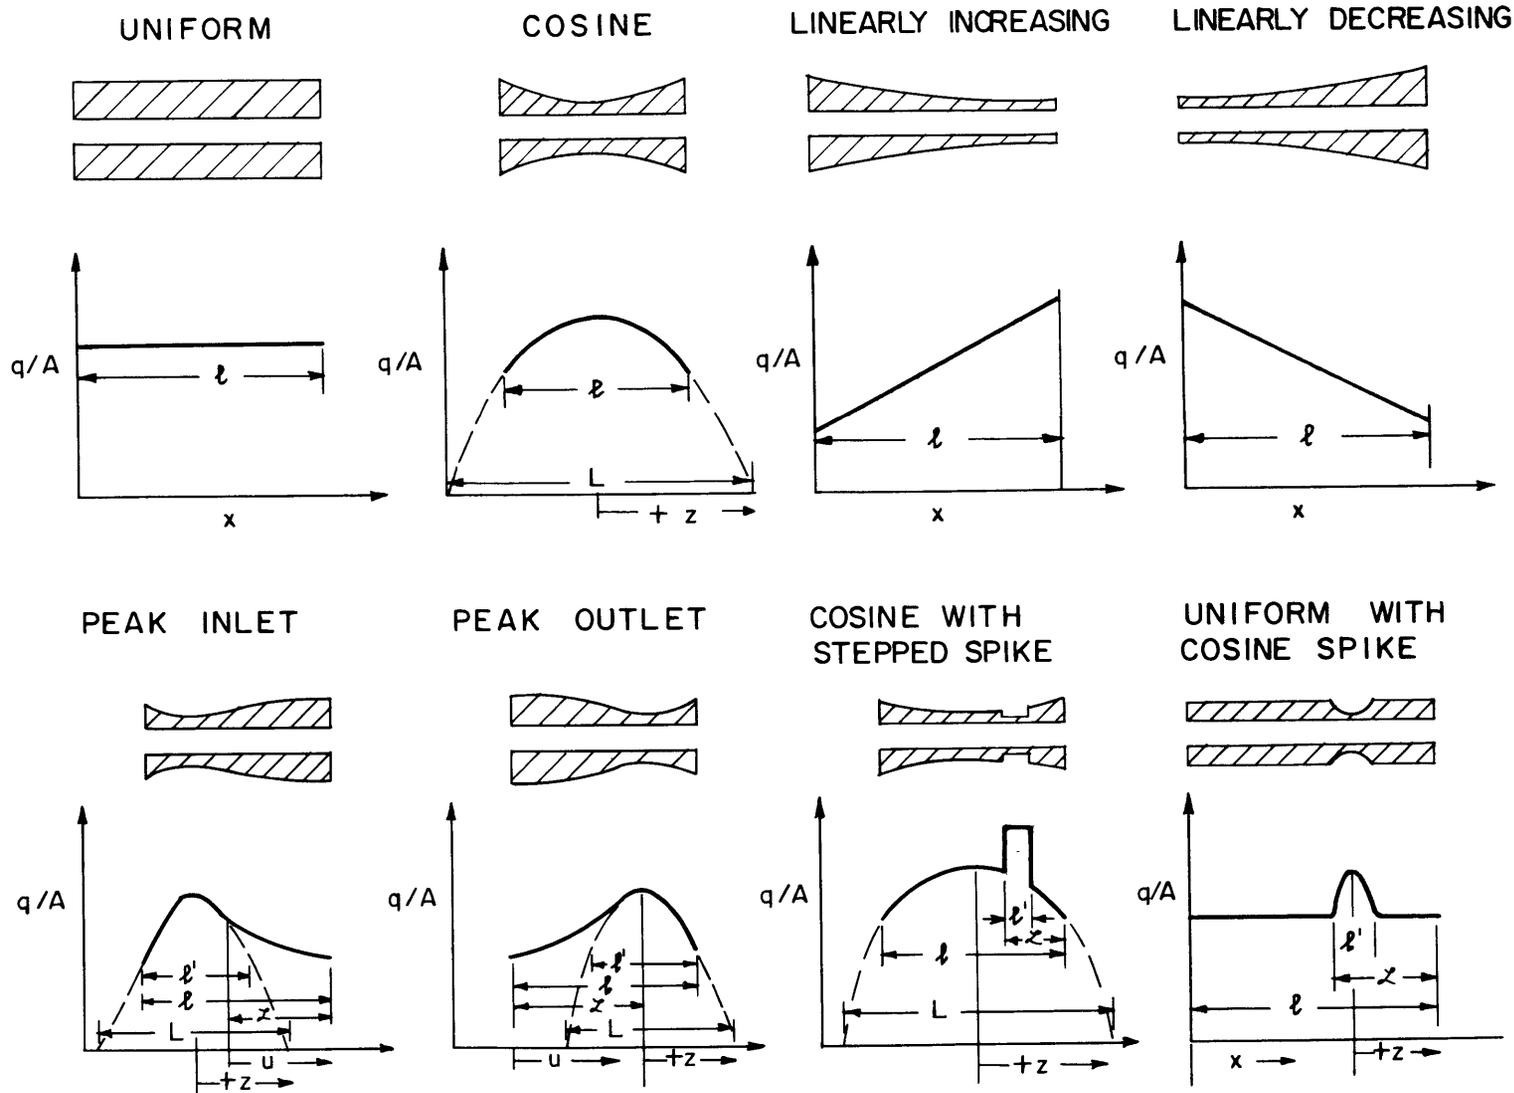 UNIFORM
COSINE
LINEARLY INCREASING
LINEARLY DECREASING
q/A
ℓ
x
q/A
ℓ
L
+ z
q/A
ℓ
x
q/A
ℓ
x
PEAK INLET
PEAK OUTLET
COSINE WITH
STEPPED SPIKE
UNIFORM WITH
COSINE SPIKE
q/A
ℓ'
ℓ
L
u
+z
q/A
ℓ'
ℓ
L
u
+z
q/A
ℓ'
ℓ
L
+z
q/A
ℓ'
ℓ
x
+z